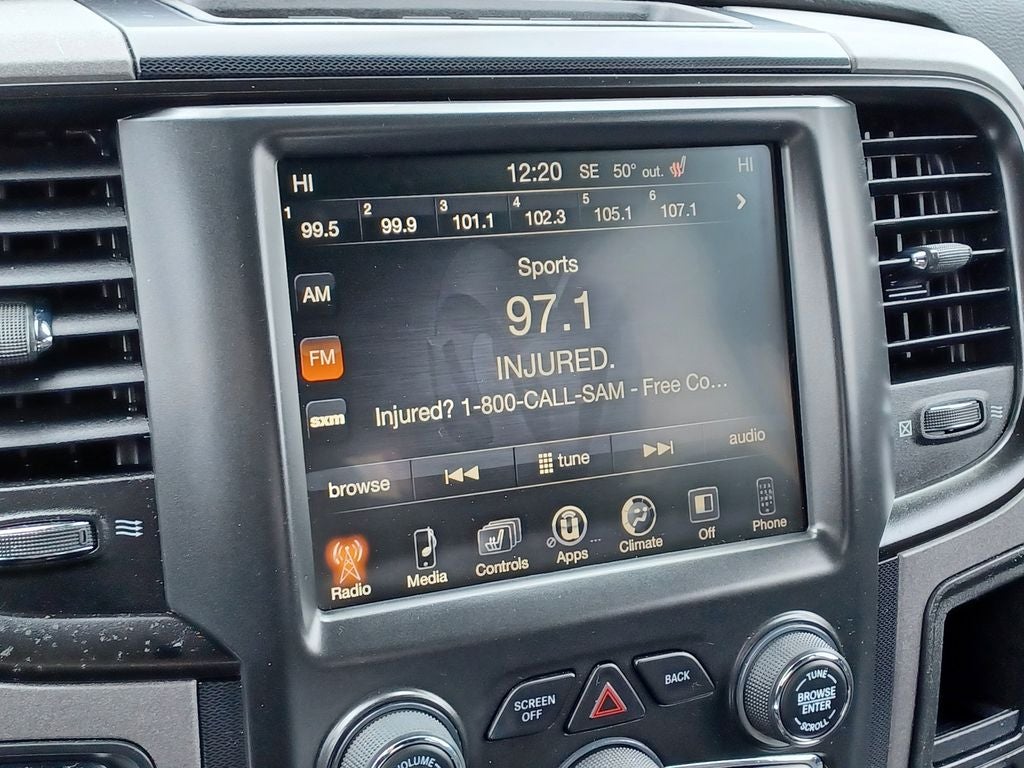 HI 12:20 SE 50° out. HI
1 99.5 2 99.9 3 101.1 4 102.3 5 105.1 6 107.1
Sports
AM
97.1
FM
INJURED.
Injured? 1-800-CALL-SAM - Free Co...
sxm
browse tune audio
Radio Media Controls Apps Climate Off Phone
SCREEN OFF
BACK
TUNE
BROWSE
ENTER
SCROLL
VOLUME